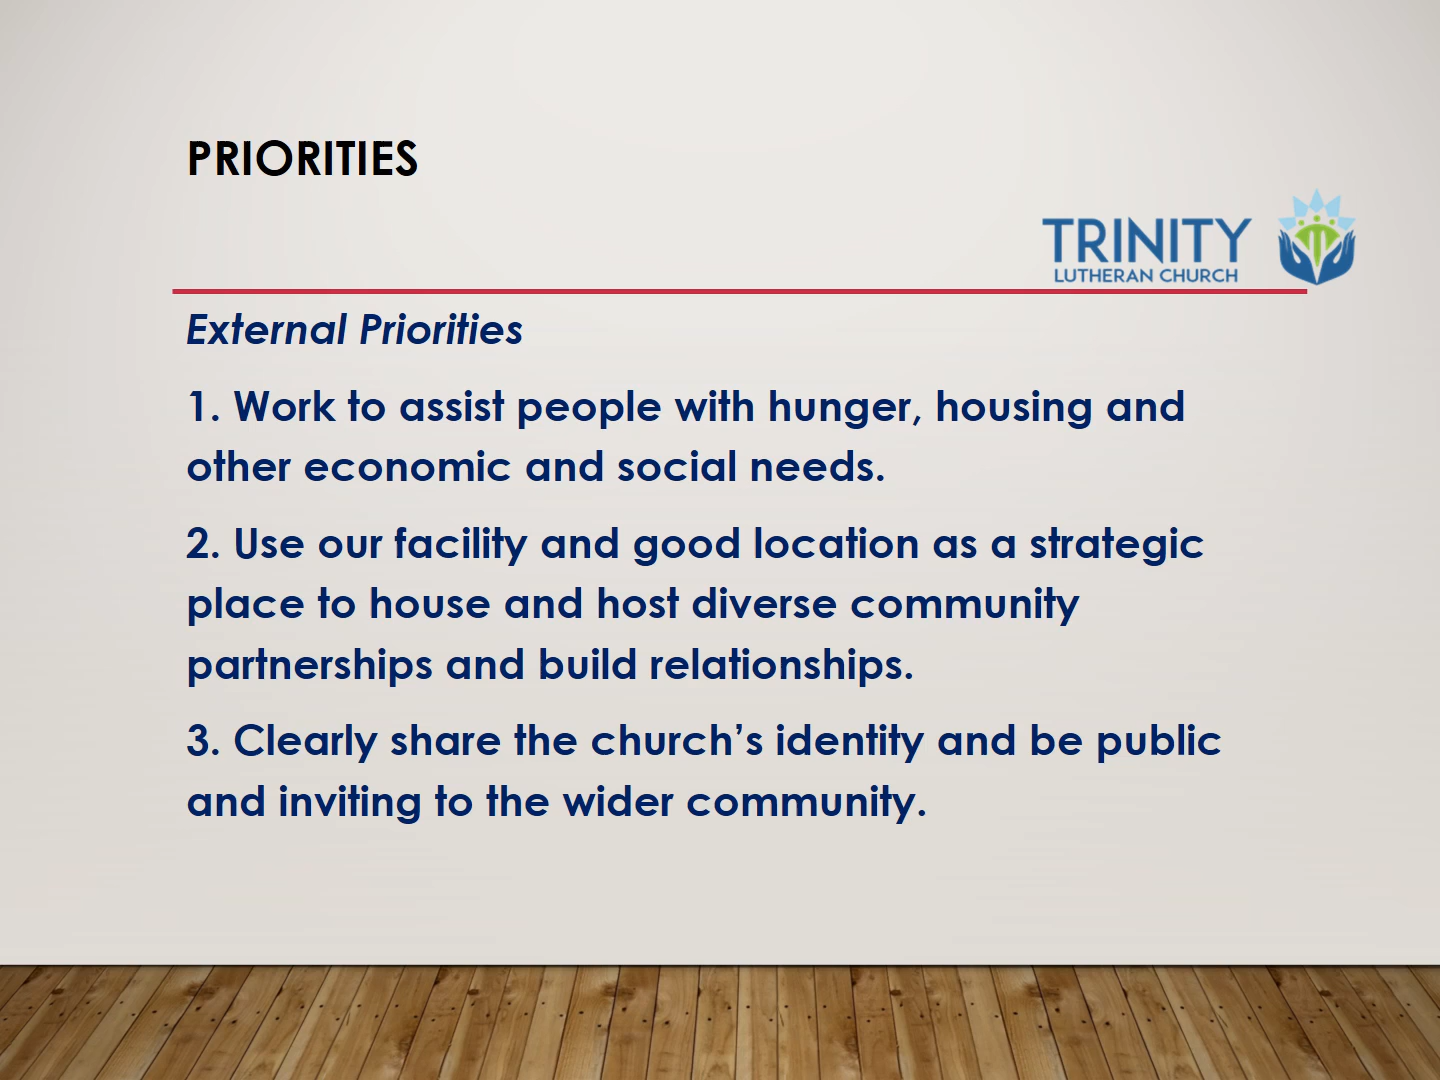 PRIORITIES
TRINITY
LUTHERAN CHURCH
External Priorities
1. Work to assist people with hunger, housing and
other economic and social needs.
2. Use our facility and good location as a strategic
place to house and host diverse community
partnerships and build relationships.
3. Clearly share the church’s identity and be public
and inviting to the wider community.